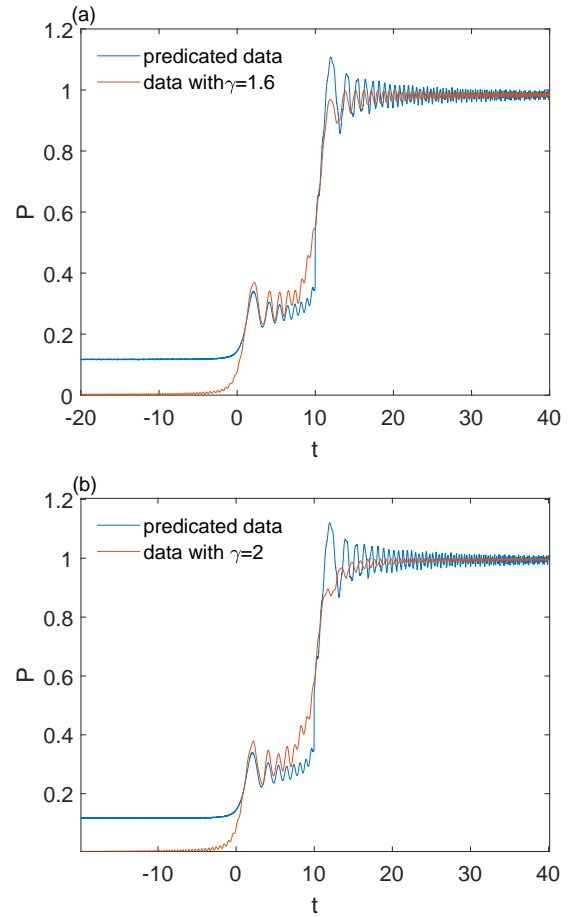 (a)
1.2
predicated data
data with γ=1.6
1
0.8
P
0.6
0.4
0.2
0
-20 -10 0 10 20 30 40
t
(b)
1.2
predicated data
data with γ=2
1
0.8
P
0.6
0.4
0.2
-10 0 10 20 30 40
t